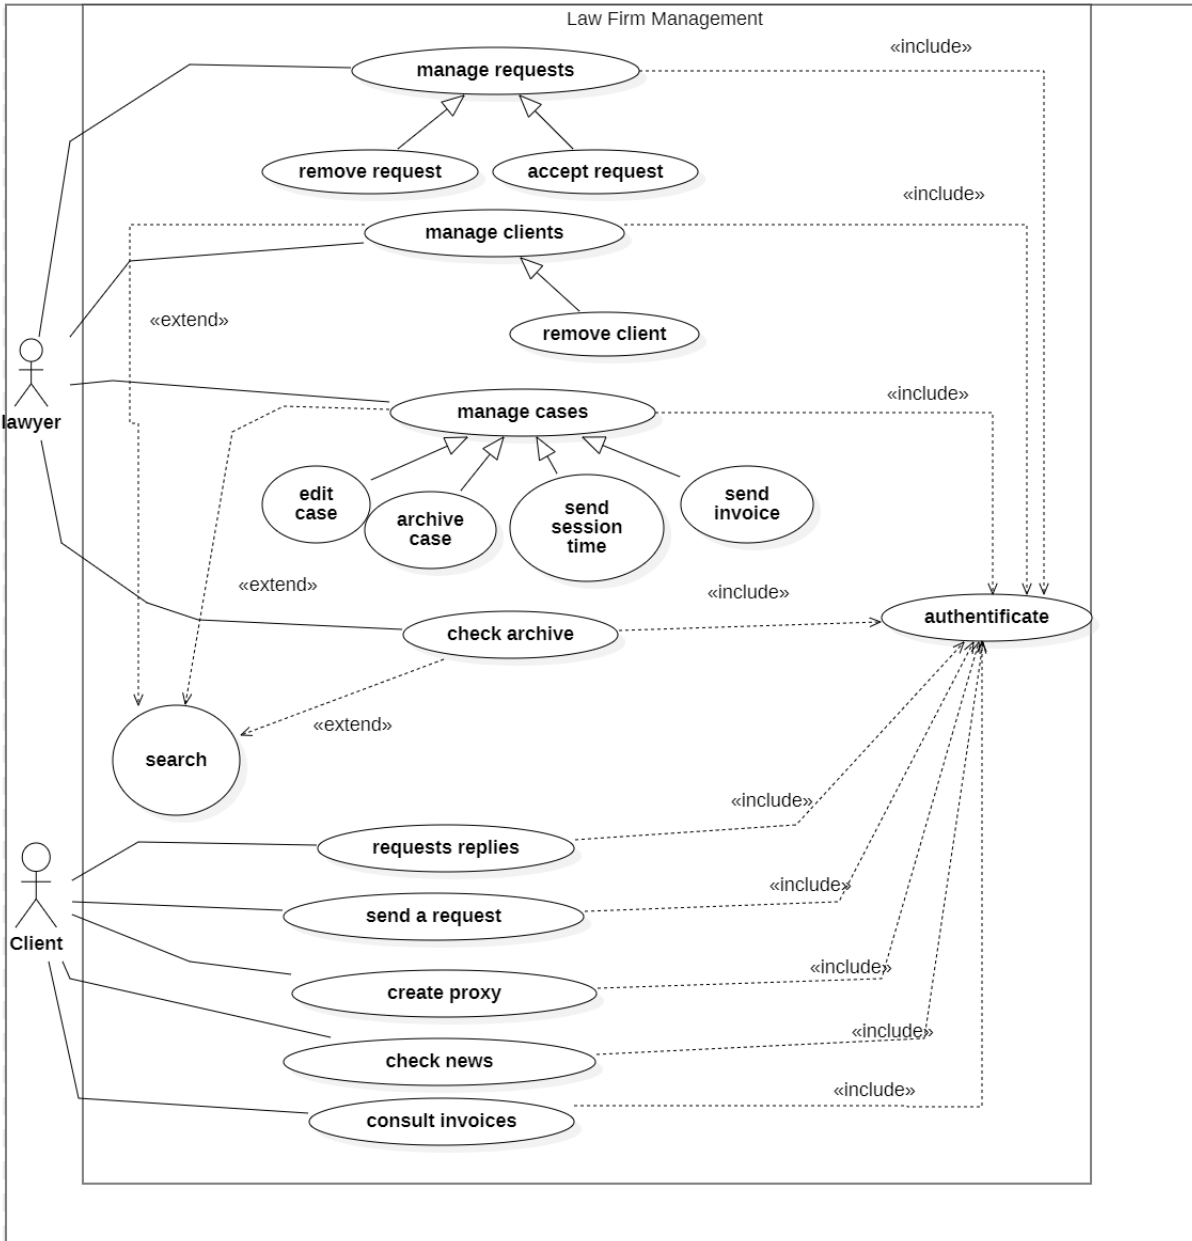 Law Firm Management
«include»
manage requests
remove request
accept request
«include»
manage clients
«extend»
remove client
lawyer
«include»
manage cases
edit
case
archive
case
send
session
time
send
invoice
«extend»
«include»
authentificate
check archive
«extend»
search
«include»
requests replies
«include»
send a request
Client
«include»
create proxy
«include»
check news
«include»
consult invoices